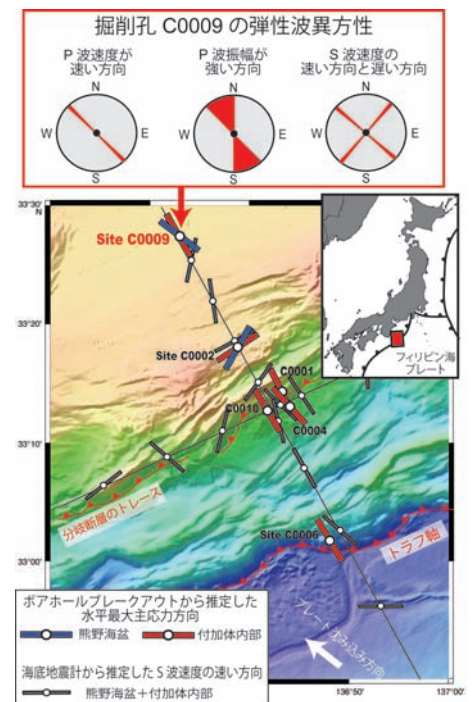 掘削孔 C0009 の弾性波異方性
P 波速度が
速い方向
P 波振幅が
強い方向
S 波速度の
速い方向と遅い方向
N
W
E
S
N
W
E
S
N
W
E
S
33°30'
N
Site C0009
33°20'
Site C0002
C0001
C0010
C0004
33°10'
分岐断層のトレース
33°00'
Site C0006
トラフ軸
プレート沈み込み方向
フィリピン海
プレート
ボアホールブレークアウトから推定した
水平最大主応力方向
熊野海盆
付加体内部
海底地震計から推定した S 波速度の速い方向
熊野海盆+付加体内部
136°50'
137°00'